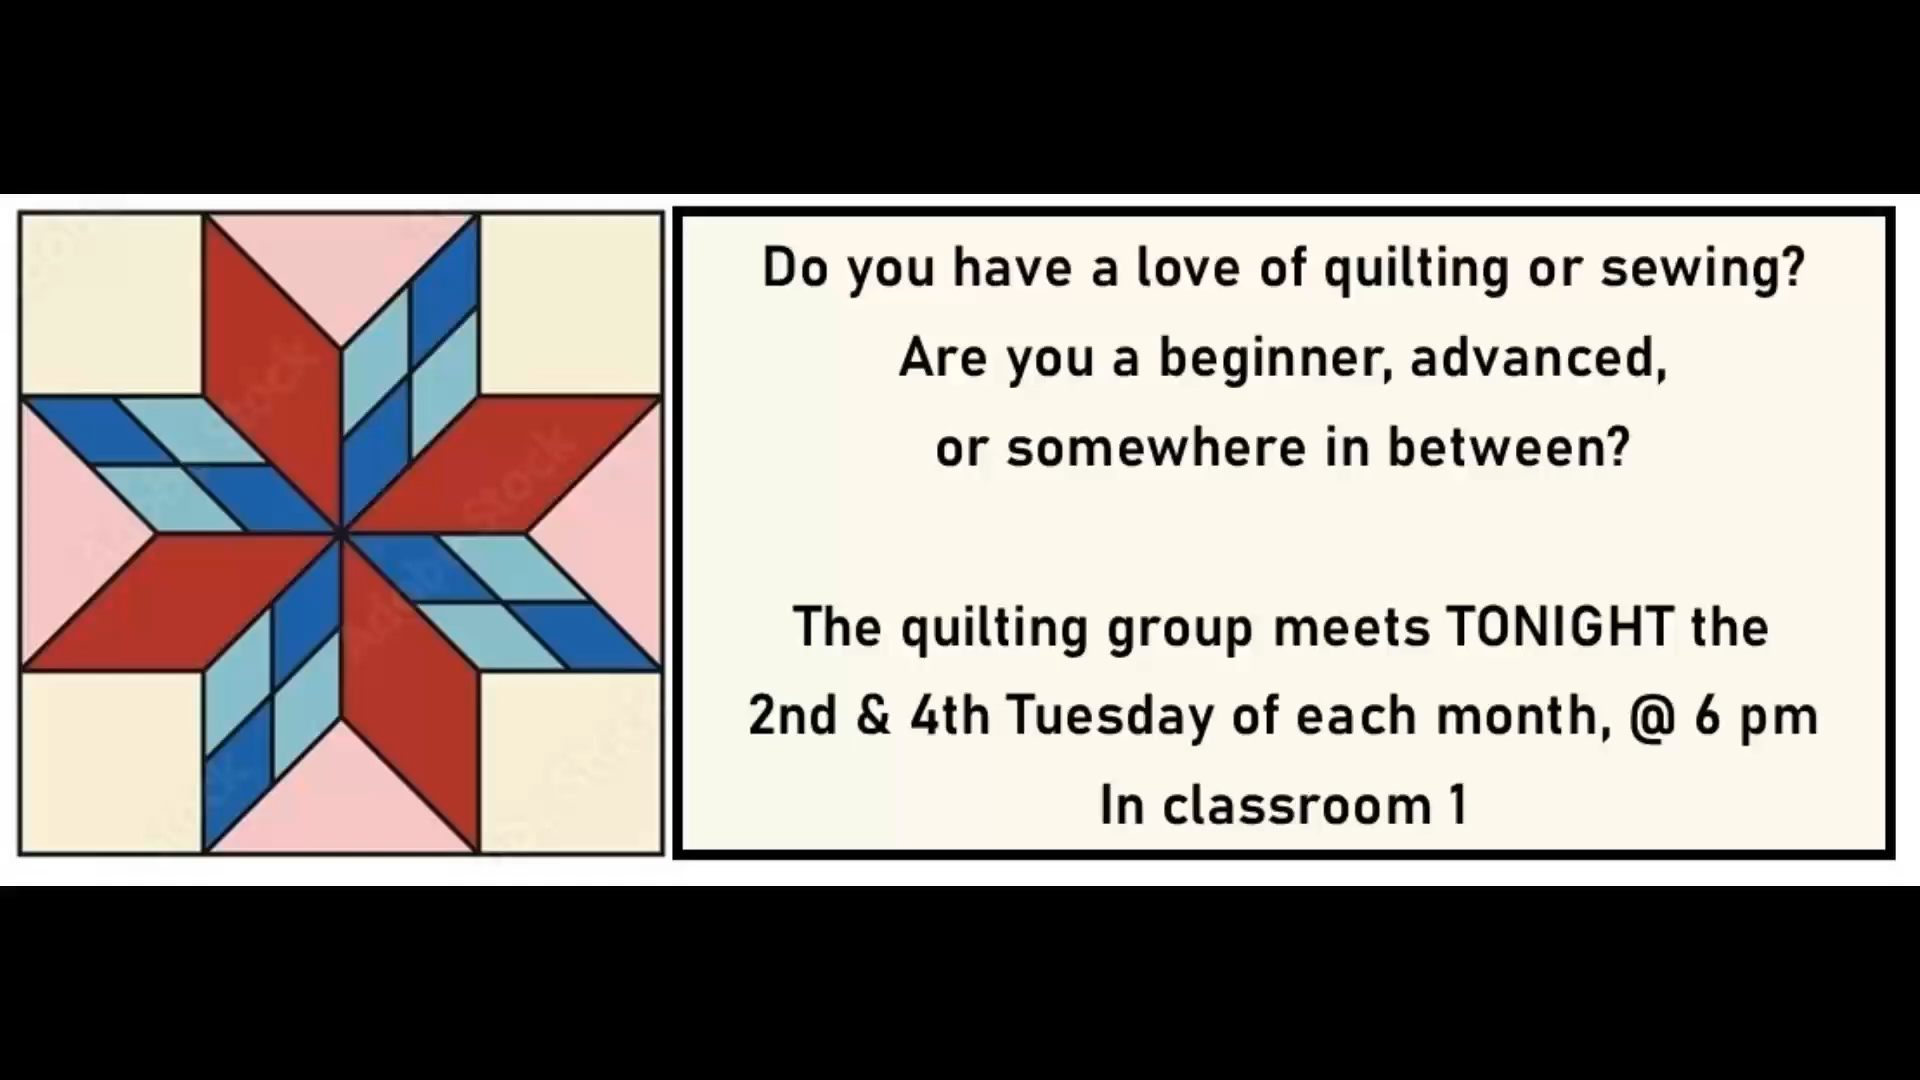 Do you have a love of quilting or sewing?
Are you a beginner, advanced,
or somewhere in between?
The quilting group meets TONIGHT the
2nd & 4th Tuesday of each month, @ 6 pm
In classroom 1